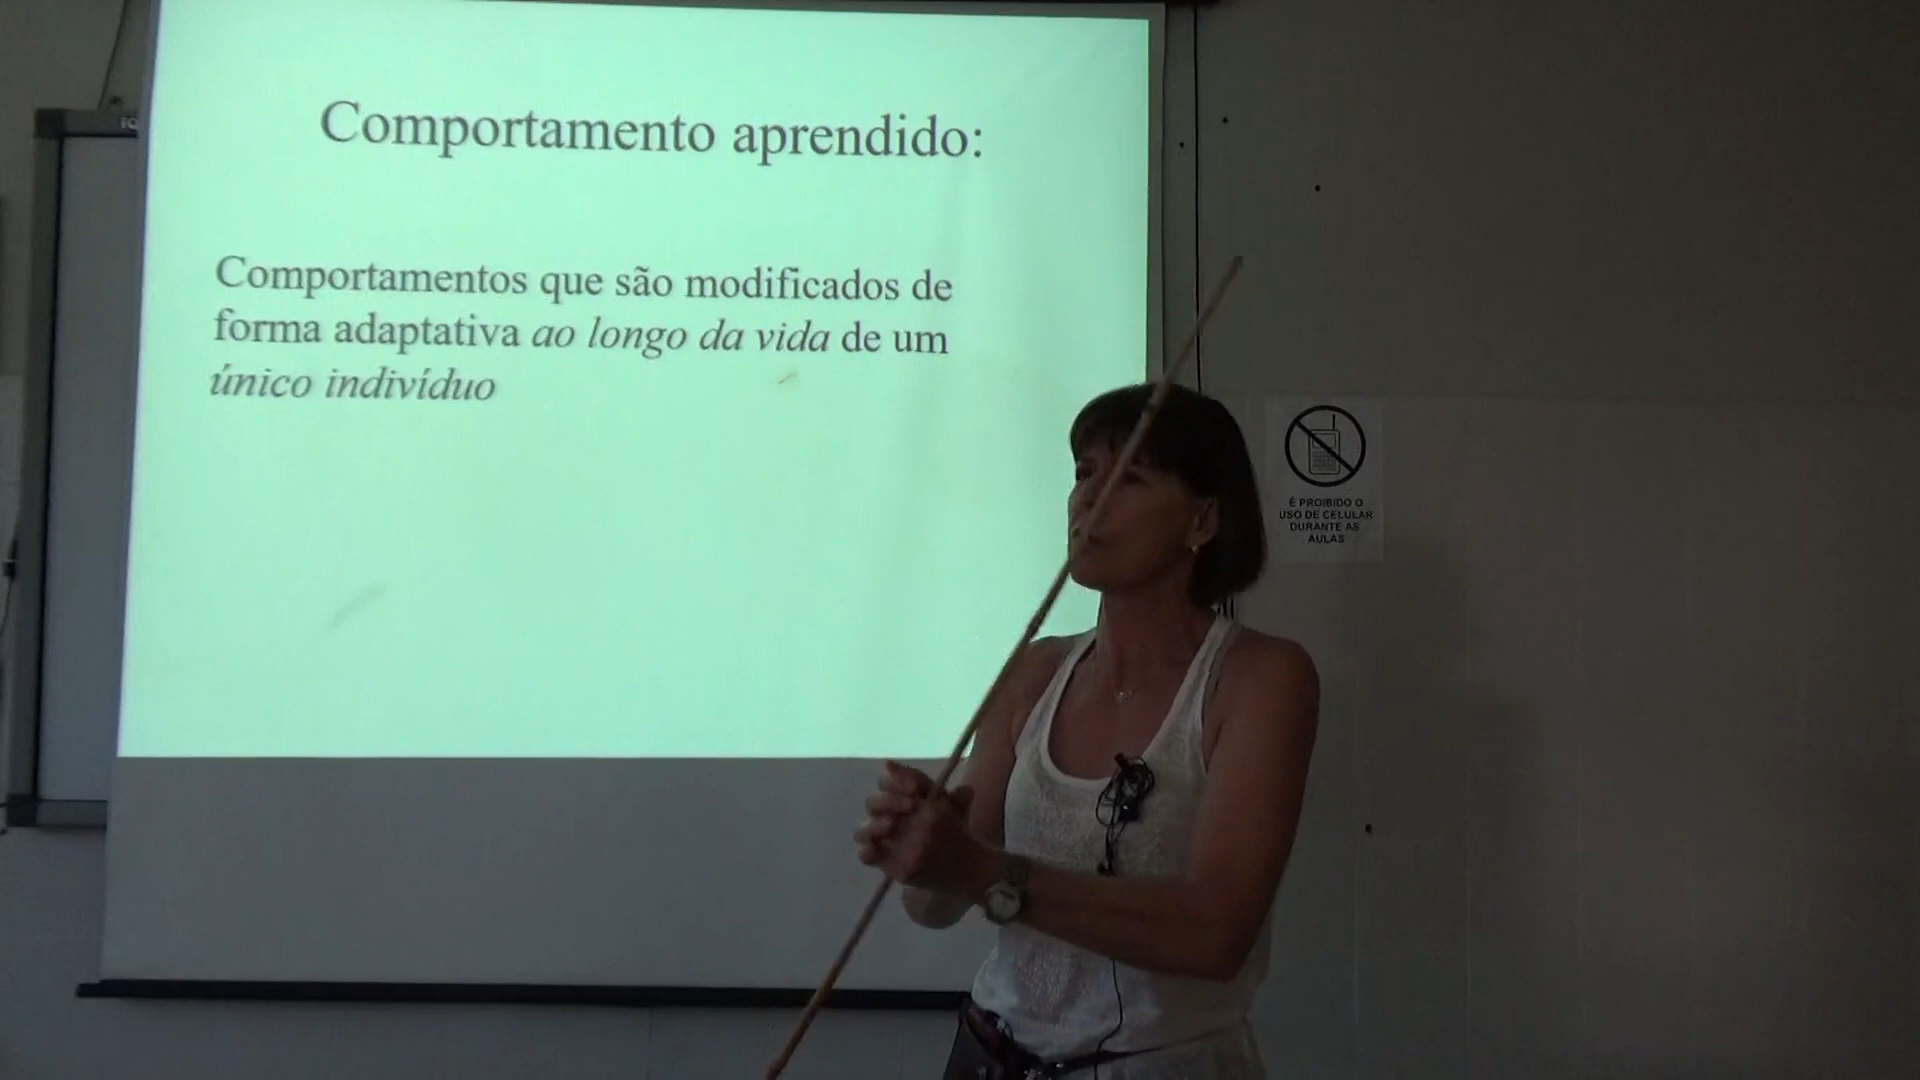 Comportamento aprendido:
Comportamentos que são modificados de
forma adaptativa ao longo da vida de um
único indivíduo
É PROIBIDO O
USO DE CELULAR
DURANTE AS
AULAS